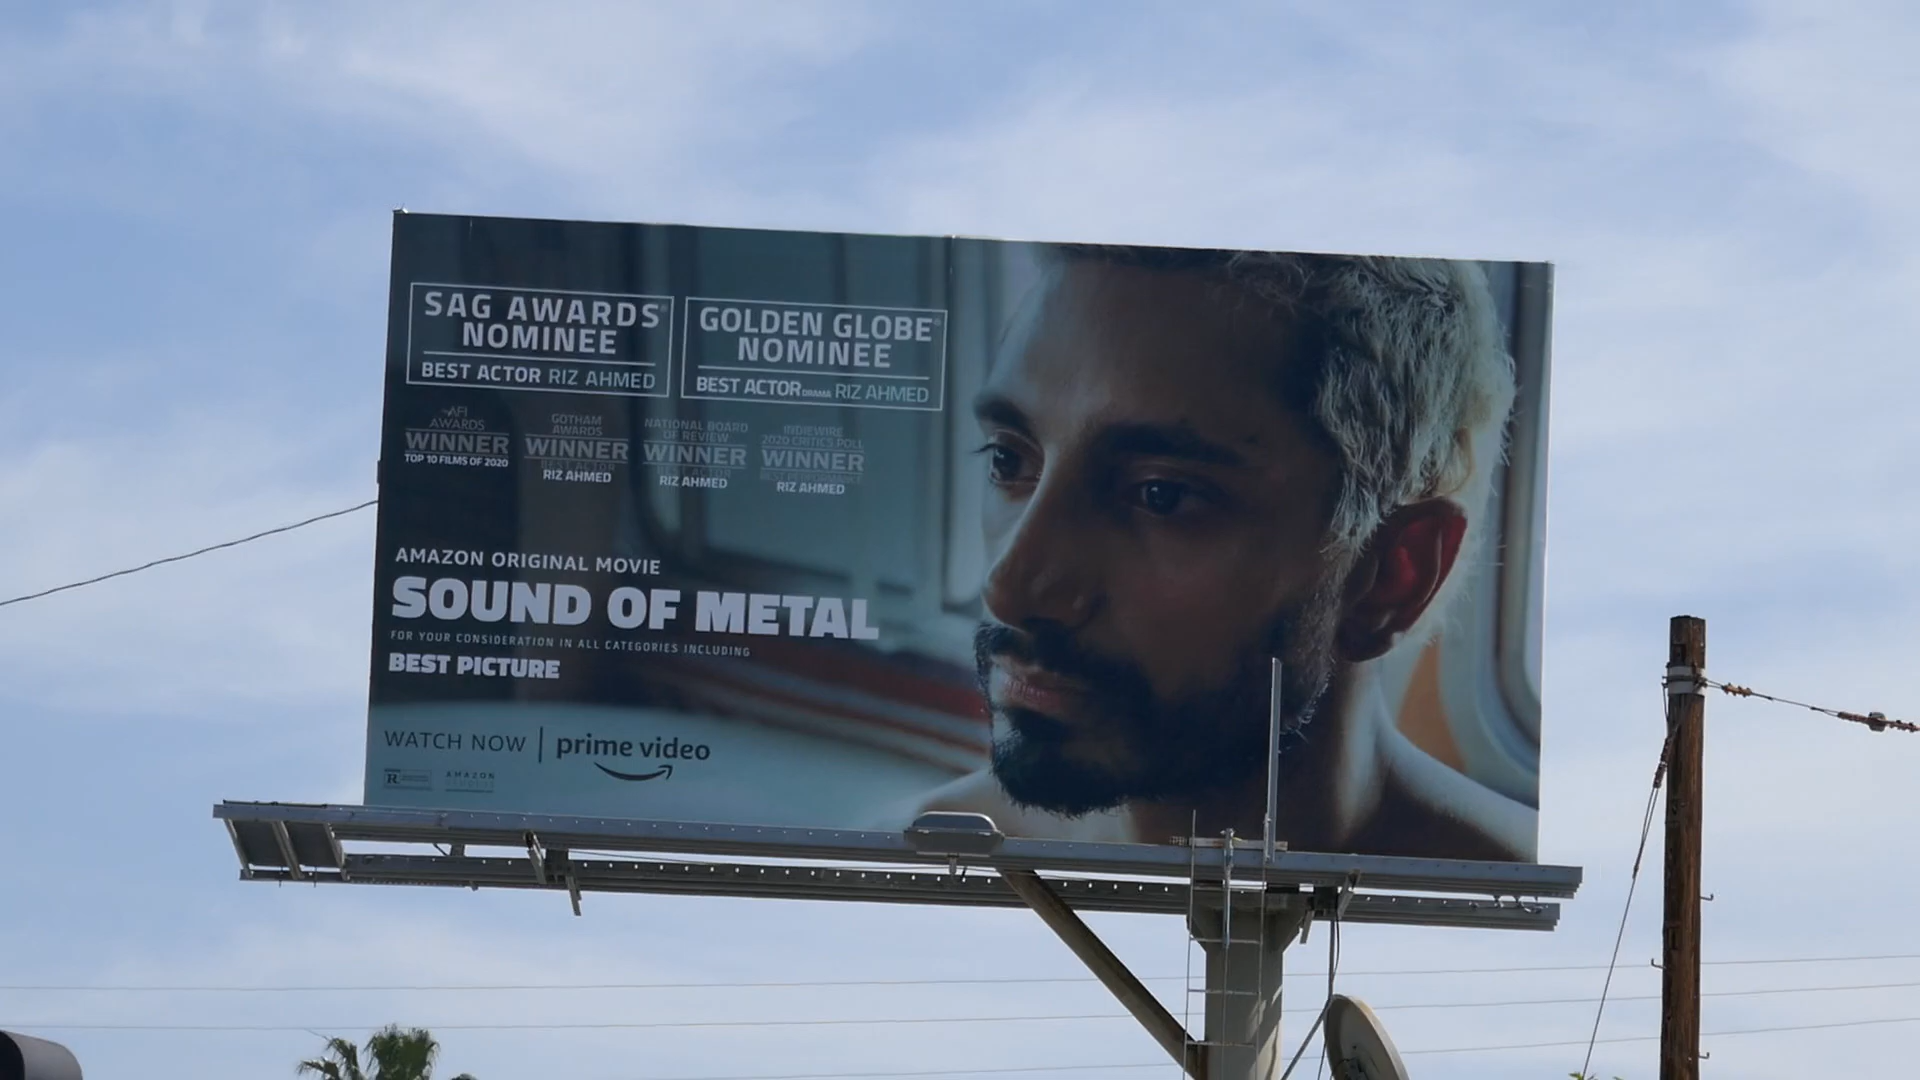 SAG AWARDS®
NOMINEE
BEST ACTOR RIZ AHMED
GOLDEN GLOBE®
NOMINEE
BEST ACTOR DRAMA RIZ AHMED
AFI
AWARDS
WINNER
TOP 10 FILMS OF 2020
GOTHAM
AWARDS
WINNER
BEST ACTOR
RIZ AHMED
NATIONAL BOARD
OF REVIEW
WINNER
BEST ACTOR
RIZ AHMED
INDIEWIRE
2020 CRITICS POLL
WINNER
BEST PERFORMANCE
RIZ AHMED
AMAZON ORIGINAL MOVIE
SOUND OF METAL
FOR YOUR CONSIDERATION IN ALL CATEGORIES INCLUDING
BEST PICTURE
WATCH NOW | prime video
R
AMAZON